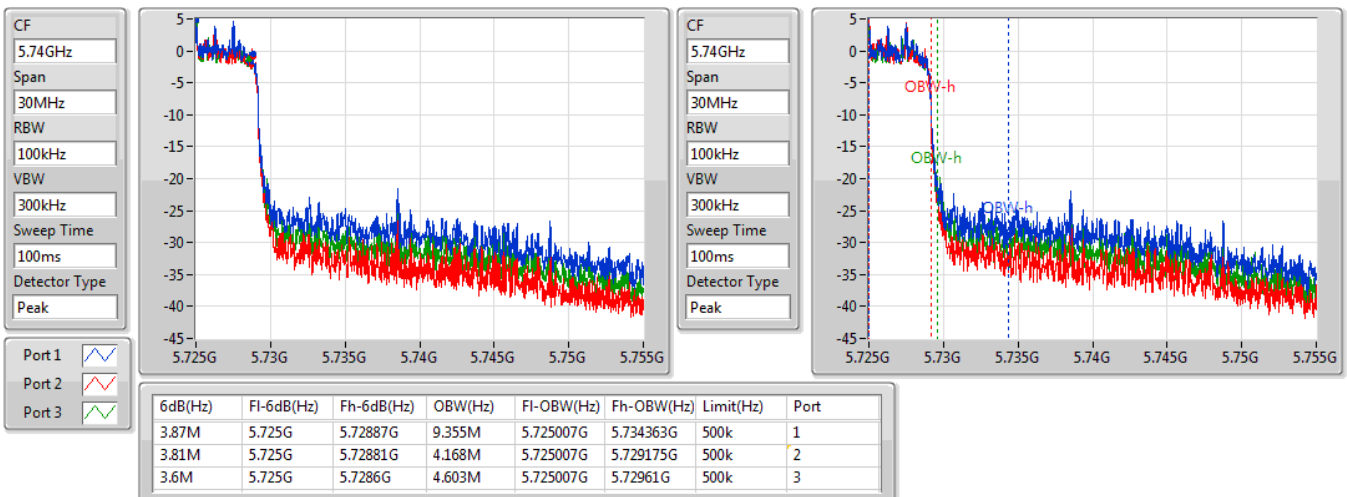 CF
5.74GHz
Span
30MHz
RBW
100kHz
VBW
300kHz
Sweep Time
100ms
Detector Type
Peak
5
0
-5
-10
-15
-20
-25
-30
-35
-40
-45
5.725G 5.73G 5.735G 5.74G 5.745G 5.75G 5.755G
CF
5.74GHz
Span
30MHz
RBW
100kHz
VBW
300kHz
Sweep Time
100ms
Detector Type
Peak
5
0
-5
-10
-15
-20
-25
-30
-35
-40
-45
OBW-h
OBW-h
OBW-h
5.725G 5.73G 5.735G 5.74G 5.745G 5.75G 5.755G
Port 1
Port 2
Port 3
6dB(Hz) Fl-6dB(Hz) Fh-6dB(Hz) OBW(Hz) Fl-OBW(Hz) Fh-OBW(Hz) Limit(Hz) Port
3.87M 5.725G 5.72887G 9.355M 5.725007G 5.734363G 500k 1
3.81M 5.725G 5.72881G 4.168M 5.725007G 5.729175G 500k 2
3.6M 5.725G 5.7286G 4.603M 5.725007G 5.72961G 500k 3